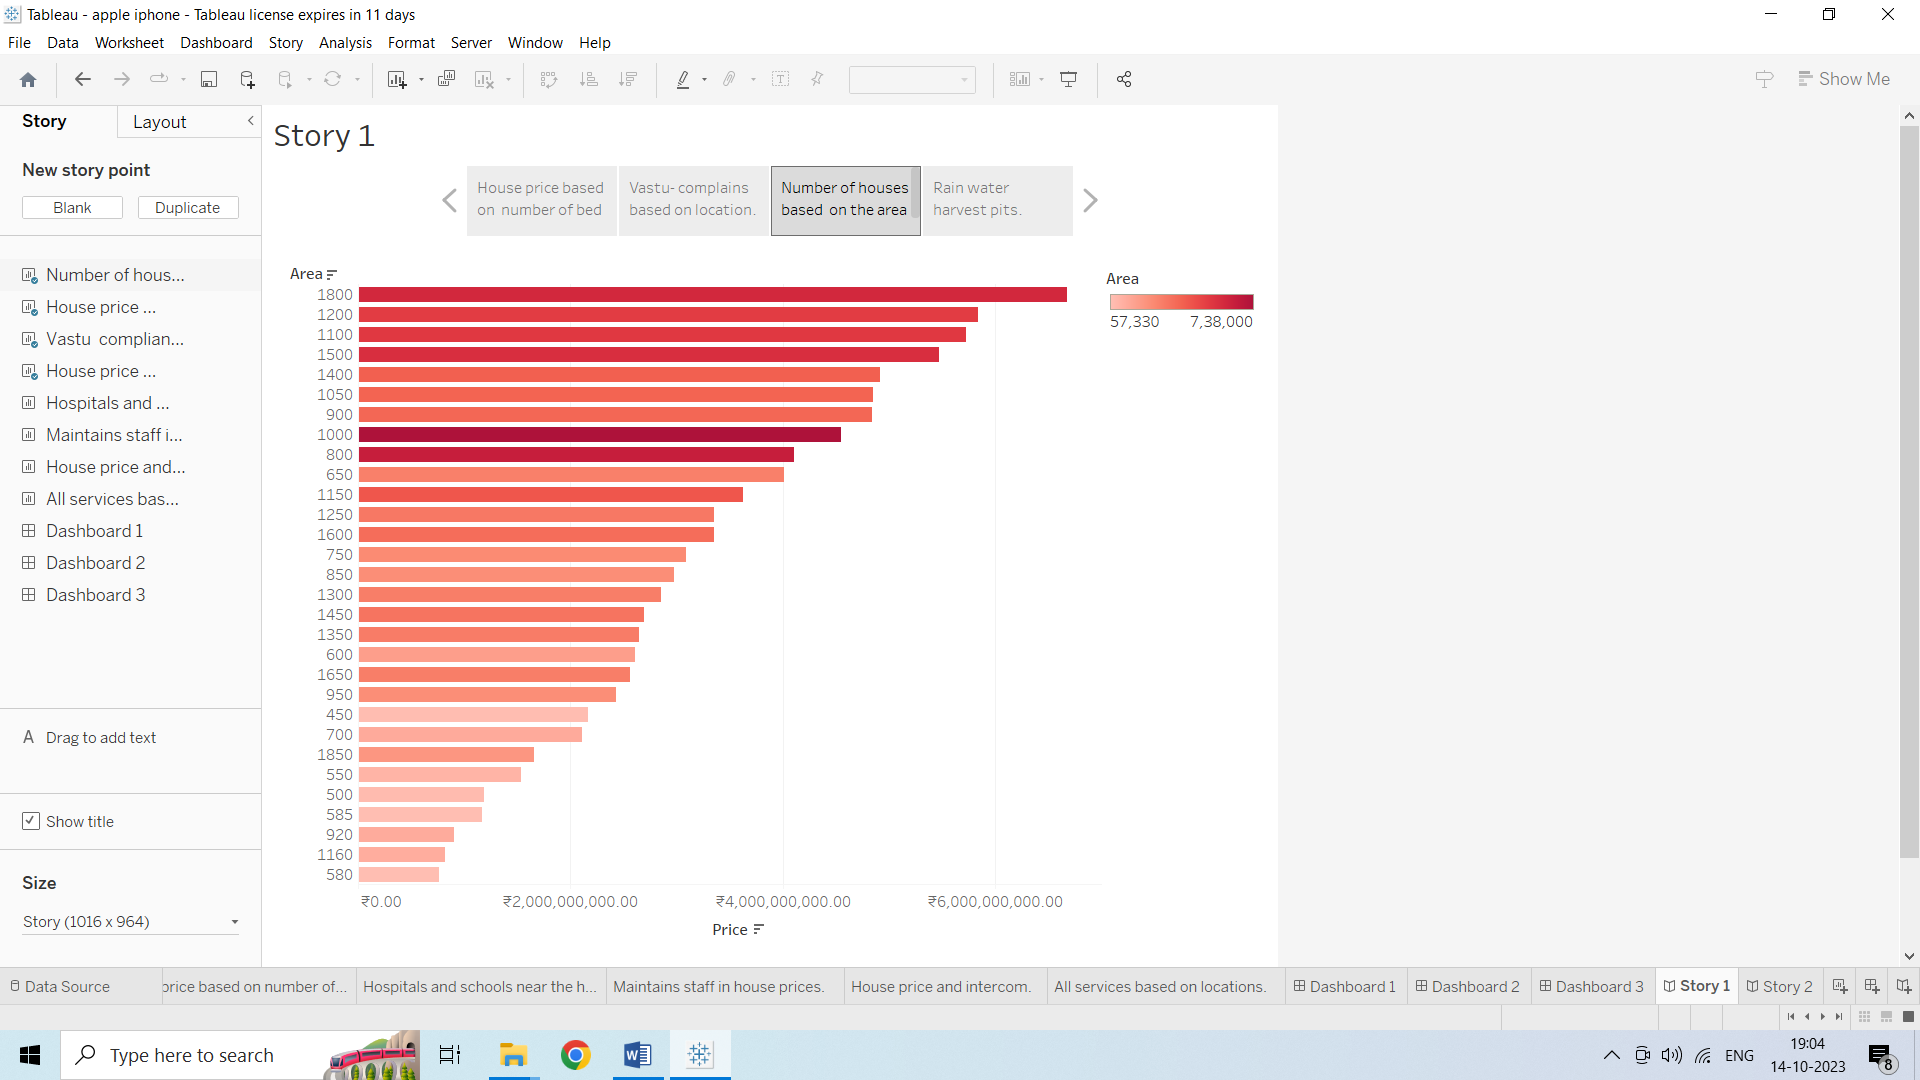 Tableau - apple iphone - Tableau license expires in 11 days
File Data Worksheet Dashboard Story Analysis Format Server Window Help
Show Me
Story Layout
New story point
Blank Duplicate
Number of hous...
House price ...
Vastu complian...
House price ...
Hospitals and ...
Maintains staff i...
House price and...
All services bas...
Dashboard 1
Dashboard 2
Dashboard 3
A Drag to add text
Show title
Size
Story (1016 x 964)
Story 1
House price based
on number of bed
Vastu- complains
based on location.
Number of houses
based on the area
Rain water
harvest pits.
Area
1800
1200
1100
1500
1400
1050
900
1000
800
650
1150
1250
1600
750
850
1300
1450
1350
600
1650
950
450
700
1850
550
500
585
920
1160
580
₹0.00 ₹2,000,000,000.00 ₹4,000,000,000.00 ₹6,000,000,000.00
Price
Area
57,330 7,38,000
Data Source rice based on number of... Hospitals and schools near the h... Maintains staff in house prices. House price and intercom. All services based on locations. Dashboard 1 Dashboard 2 Dashboard 3 Story 1 Story 2
Type here to search
ENG
19:04
14-10-2023
8